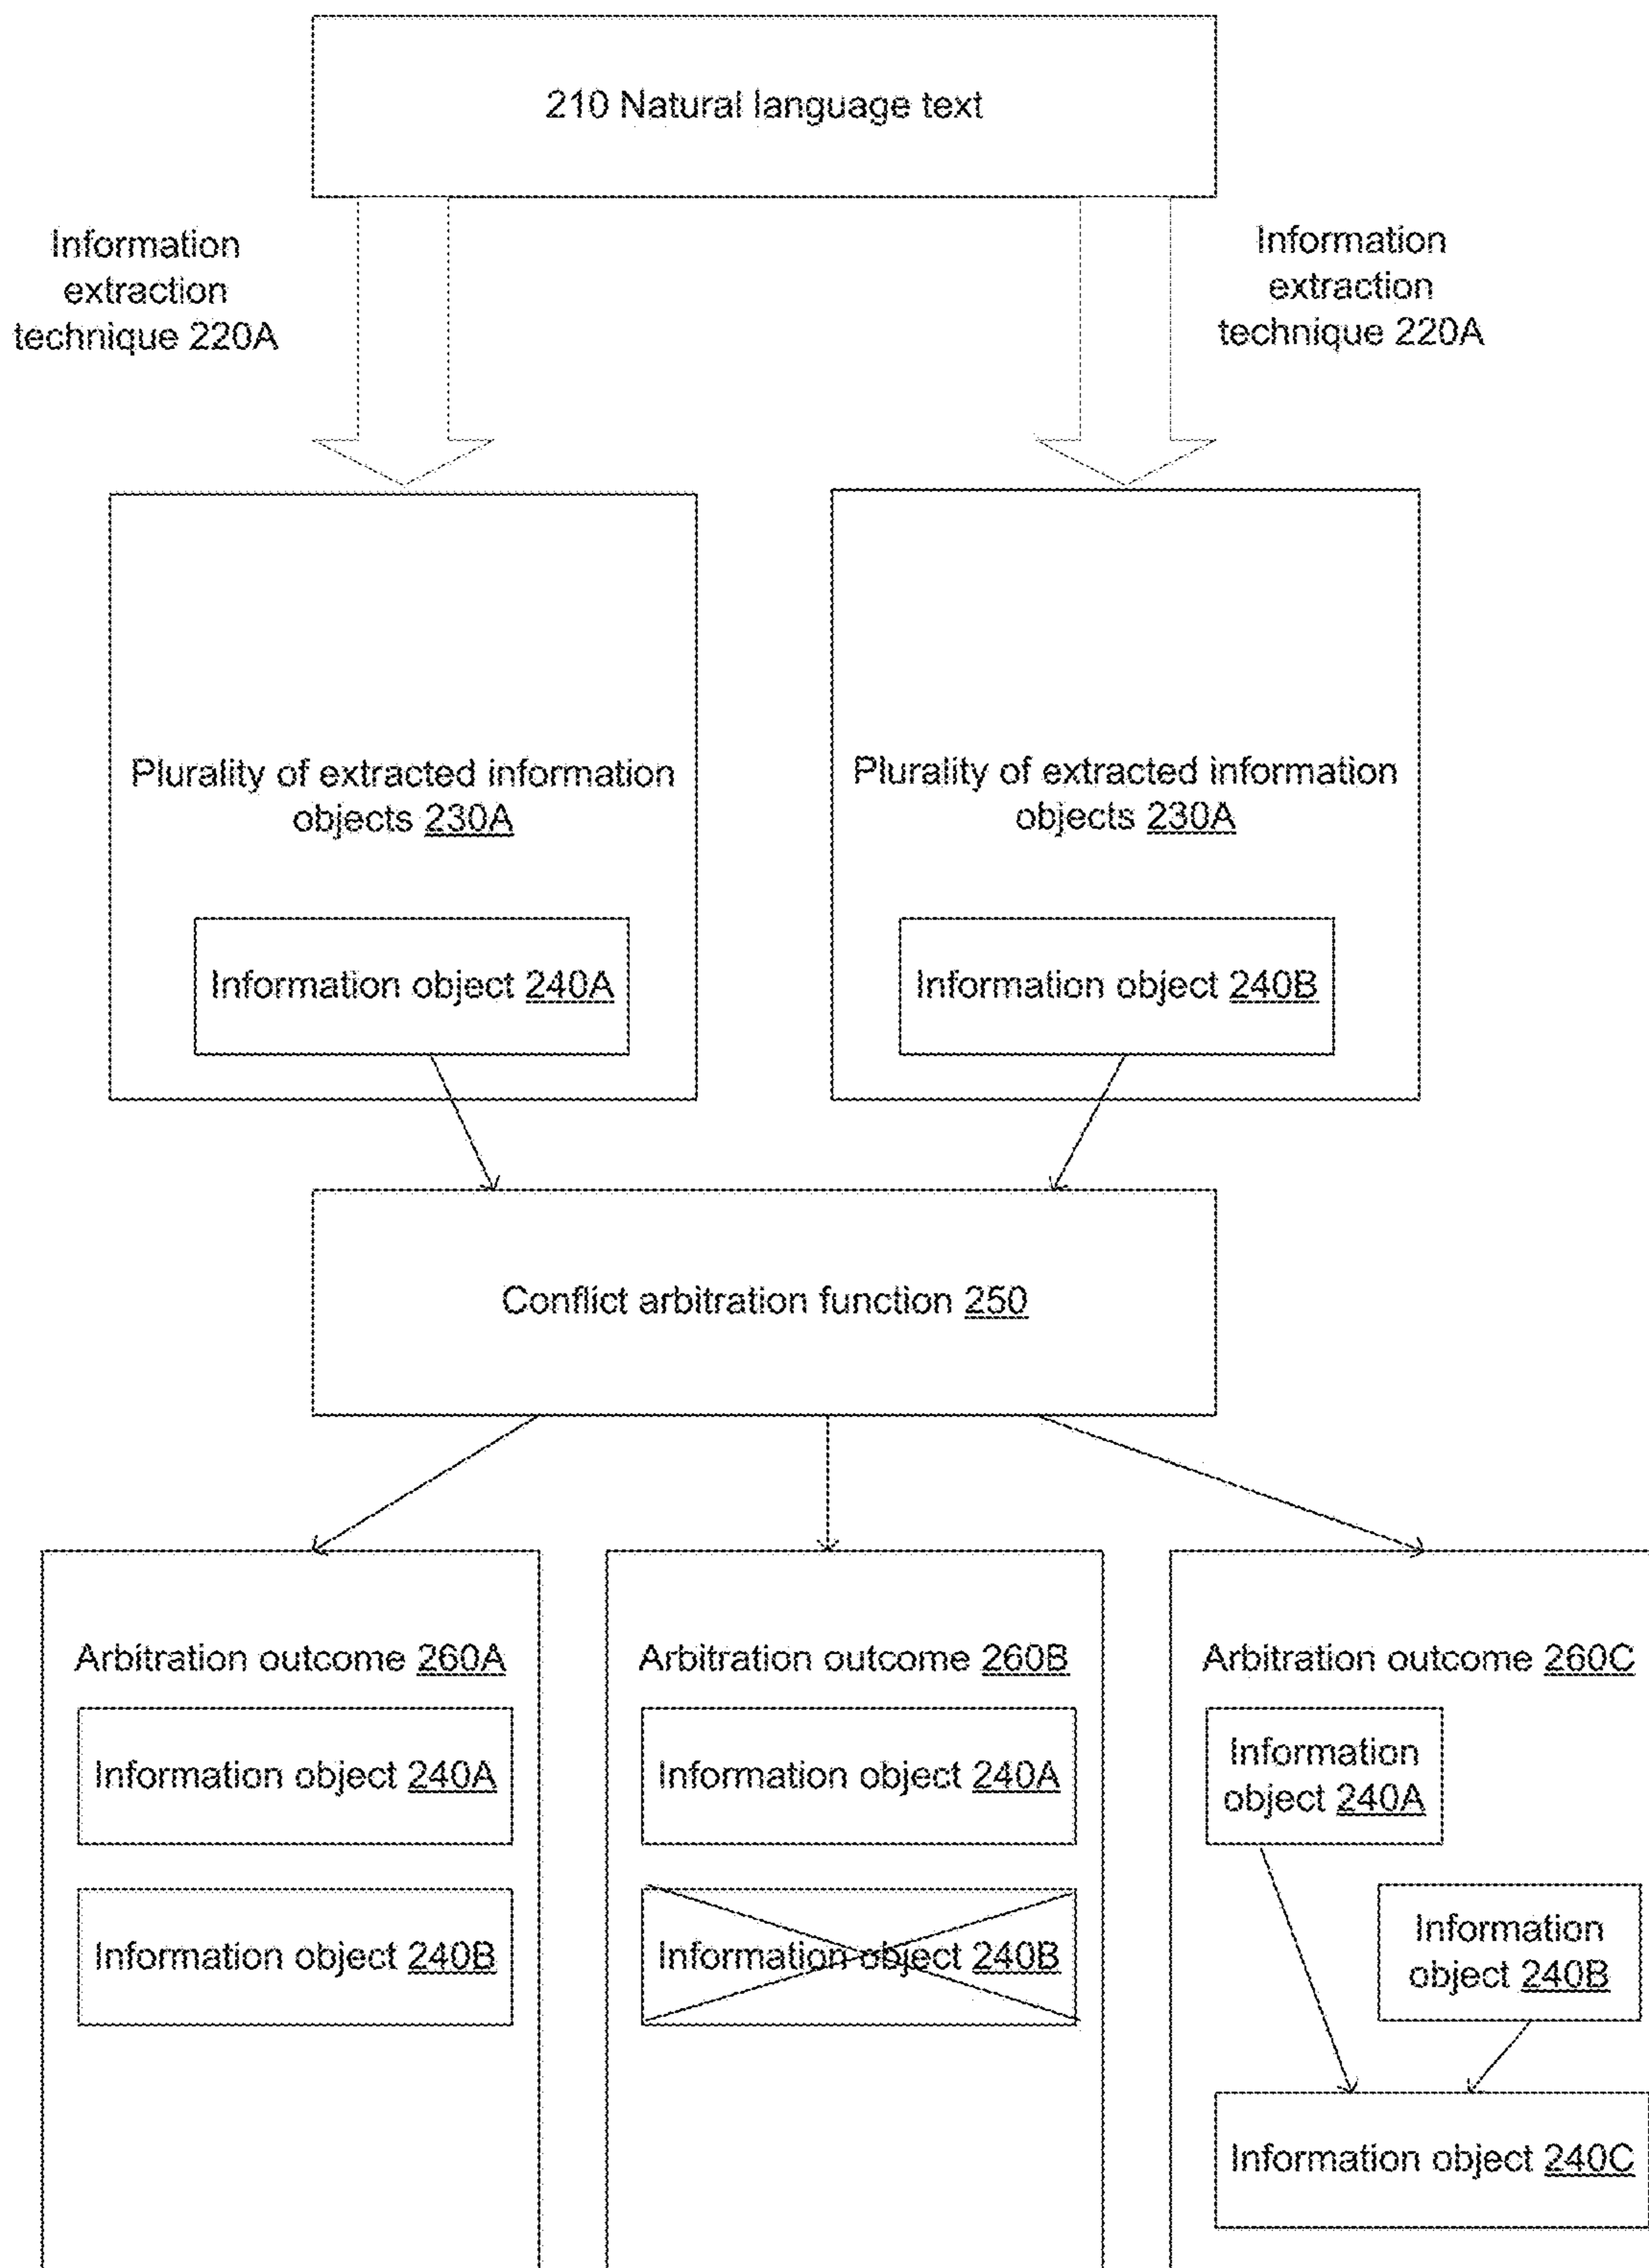 210 Natural language text
Information
extraction
technique 220A
Information
extraction
technique 220A
Plurality of extracted information
objects 230A
Information object 240A
Plurality of extracted information
objects 230A
Information object 240B
Conflict arbitration function 250
Arbitration outcome 260A
Information object 240A
Information object 240B
Arbitration outcome 260B
Information object 240A
Information object 240B
Arbitration outcome 260C
Information
object 240A
Information
object 240B
Information object 240C